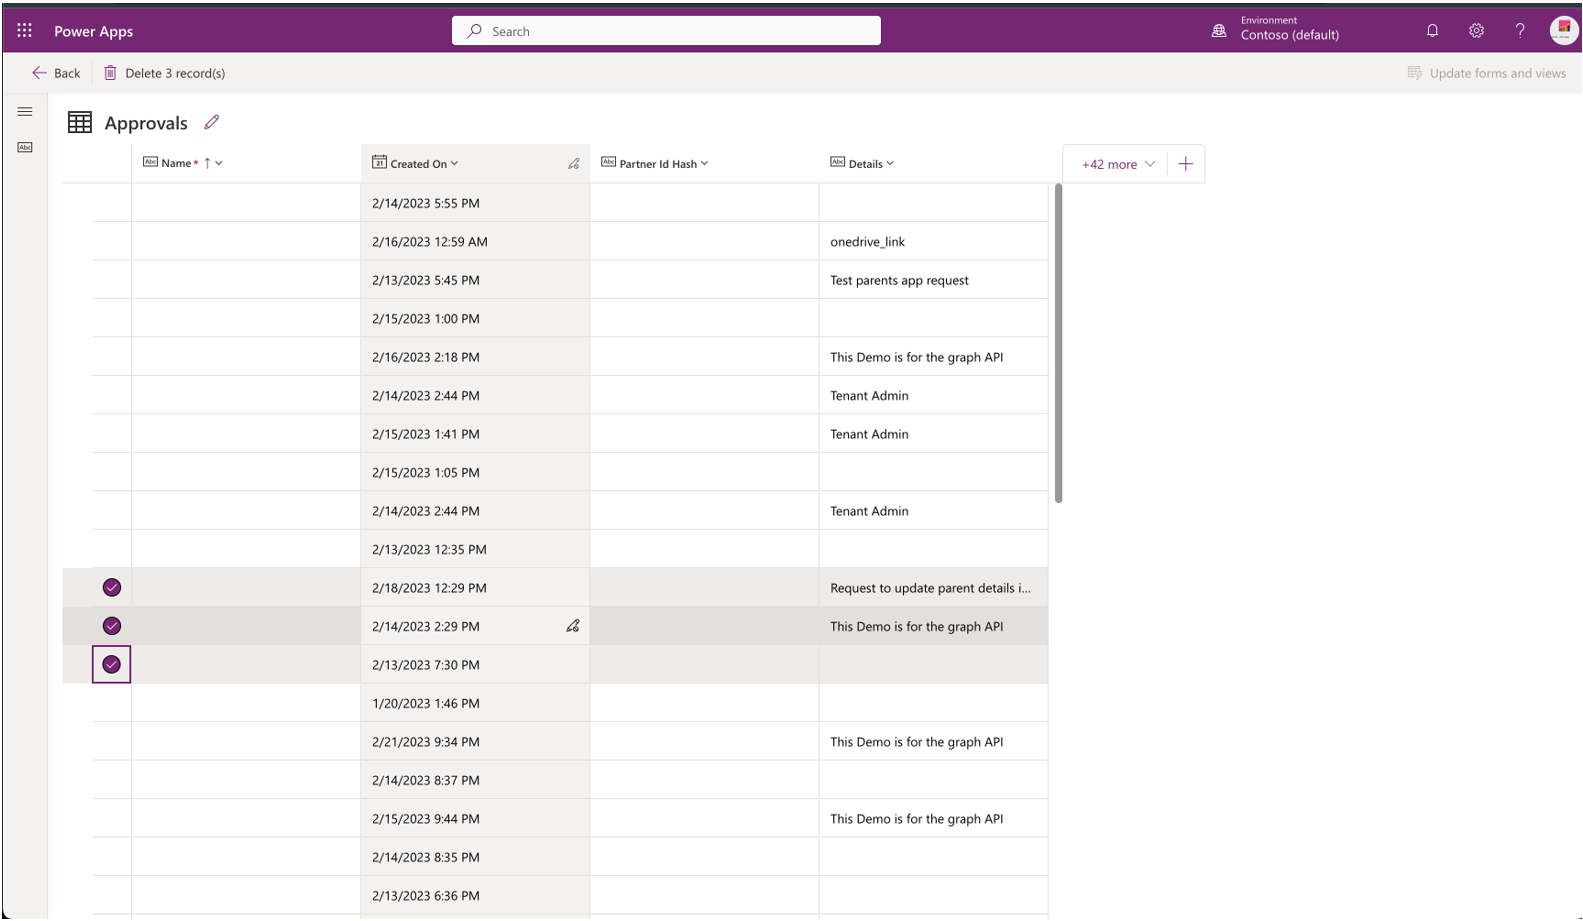 Power Apps
Search
Environment
Contoso (default)
Back
Delete 3 record(s)
Update forms and views
Approvals
Abc Name * ↑
21 Created On
Abc Partner Id Hash
Abc Details
+42 more
Abc
2/14/2023 5:55 PM
2/16/2023 12:59 AM onedrive_link
2/13/2023 5:45 PM Test parents app request
2/15/2023 1:00 PM
2/16/2023 2:18 PM This Demo is for the graph API
2/14/2023 2:44 PM Tenant Admin
2/15/2023 1:41 PM Tenant Admin
2/15/2023 1:05 PM
2/14/2023 2:44 PM Tenant Admin
2/13/2023 12:35 PM
2/18/2023 12:29 PM Request to update parent details i...
2/14/2023 2:29 PM This Demo is for the graph API
2/13/2023 7:30 PM
1/20/2023 1:46 PM
2/21/2023 9:34 PM This Demo is for the graph API
2/14/2023 8:37 PM
2/15/2023 9:44 PM This Demo is for the graph API
2/14/2023 8:35 PM
2/13/2023 6:36 PM